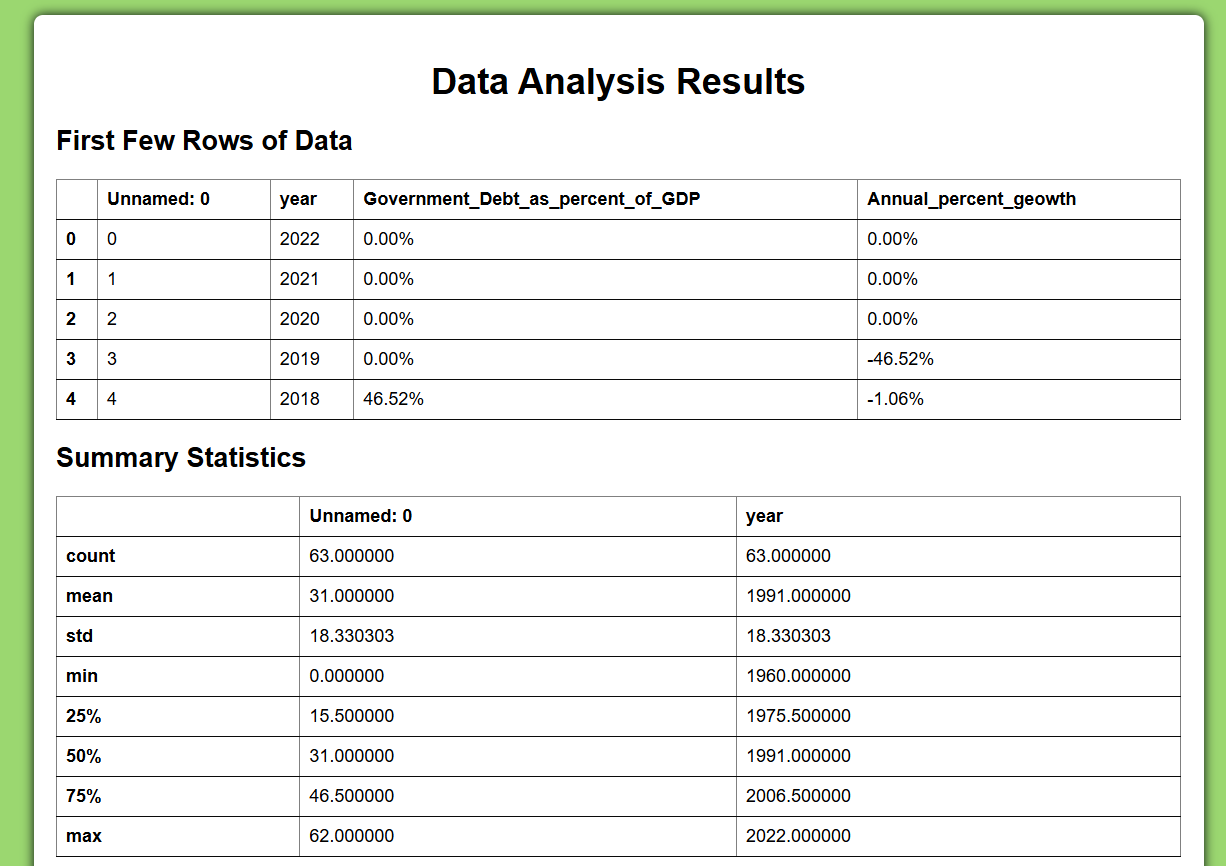 Data Analysis Results
First Few Rows of Data
Unnamed: 0 year Government_Debt_as_percent_of_GDP Annual_percent_geowth
0 0 2022 0.00% 0.00%
1 1 2021 0.00% 0.00%
2 2 2020 0.00% 0.00%
3 3 2019 0.00% -46.52%
4 4 2018 46.52% -1.06%
Summary Statistics
Unnamed: 0 year
count 63.000000 63.000000
mean 31.000000 1991.000000
std 18.330303 18.330303
min 0.000000 1960.000000
25% 15.500000 1975.500000
50% 31.000000 1991.000000
75% 46.500000 2006.500000
max 62.000000 2022.000000